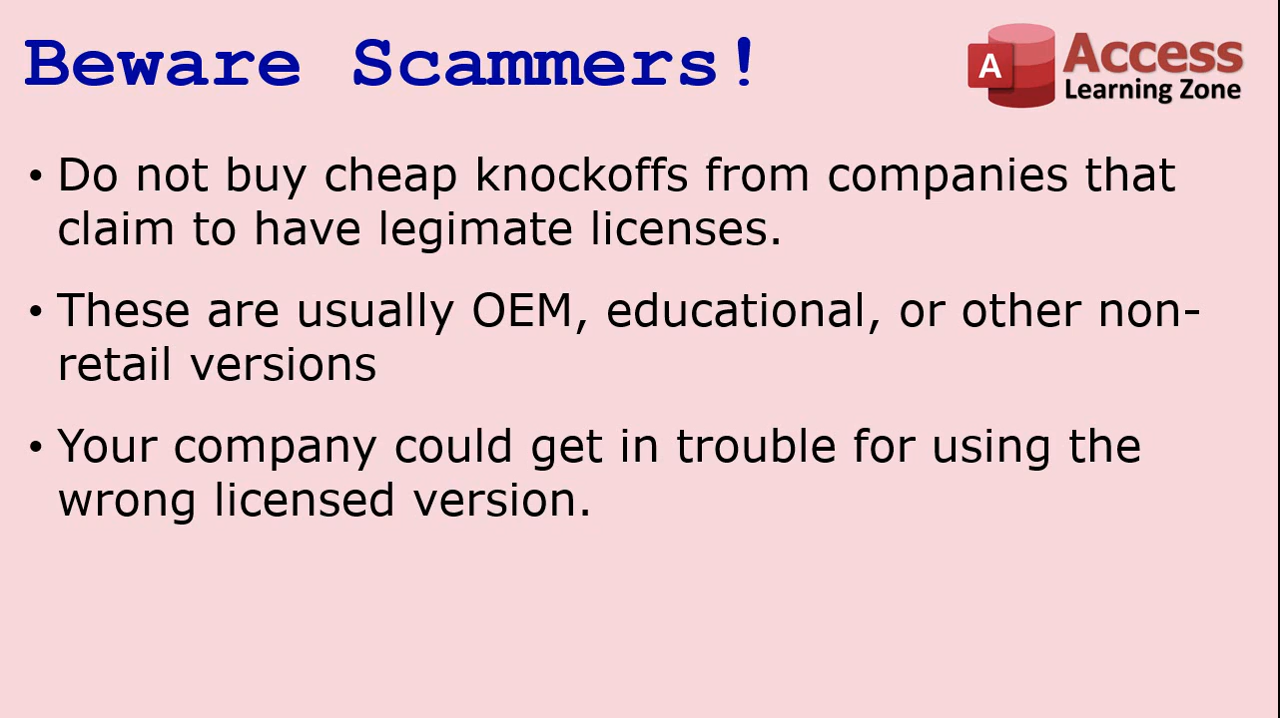 Beware Scammers!
A Access
Learning Zone
• Do not buy cheap knockoffs from companies that
claim to have legimate licenses.
• These are usually OEM, educational, or other non-
retail versions
• Your company could get in trouble for using the
wrong licensed version.